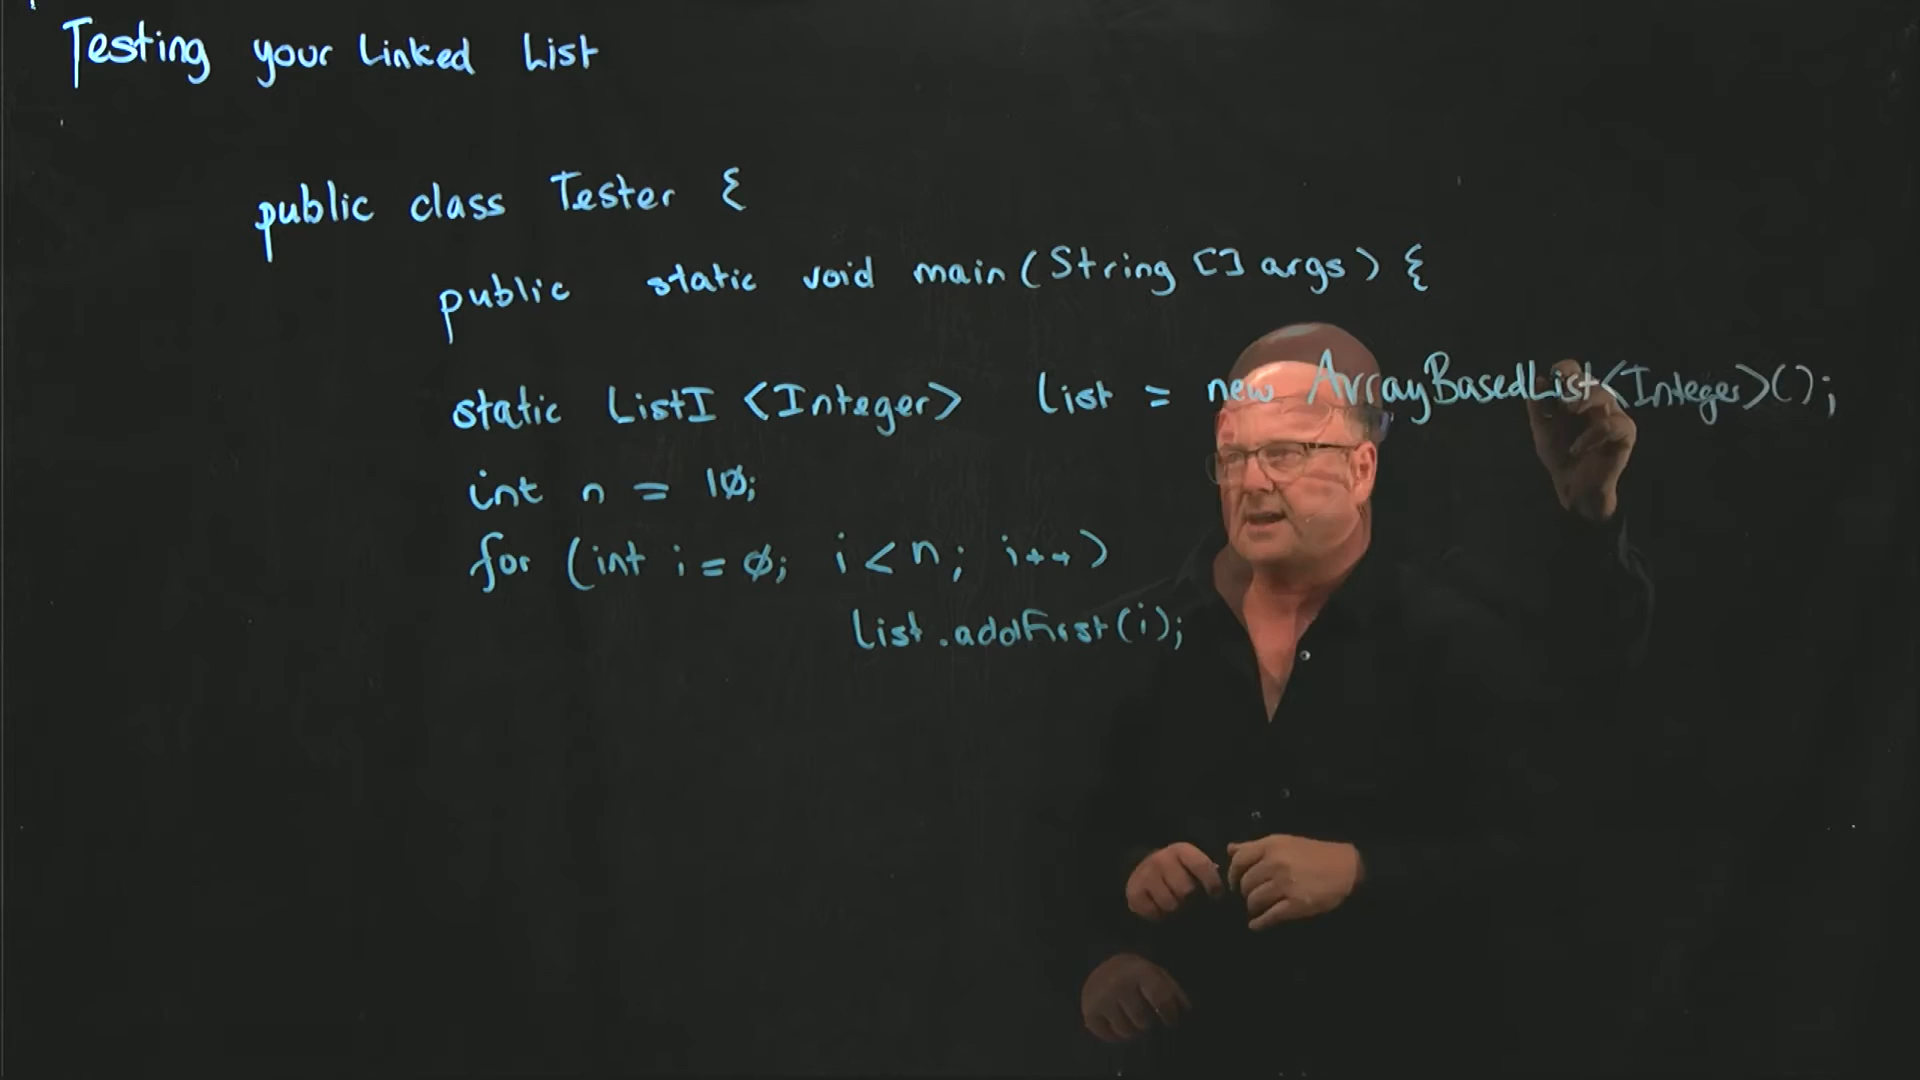 Testing your Linked List
public class Tester {
public static void main (String [] args) {
static ListI <Integer> list = new ArrayBasedList<Integer>();
int n = 10;
for (int i = 0; i < n; i++)
list.addFirst(i);